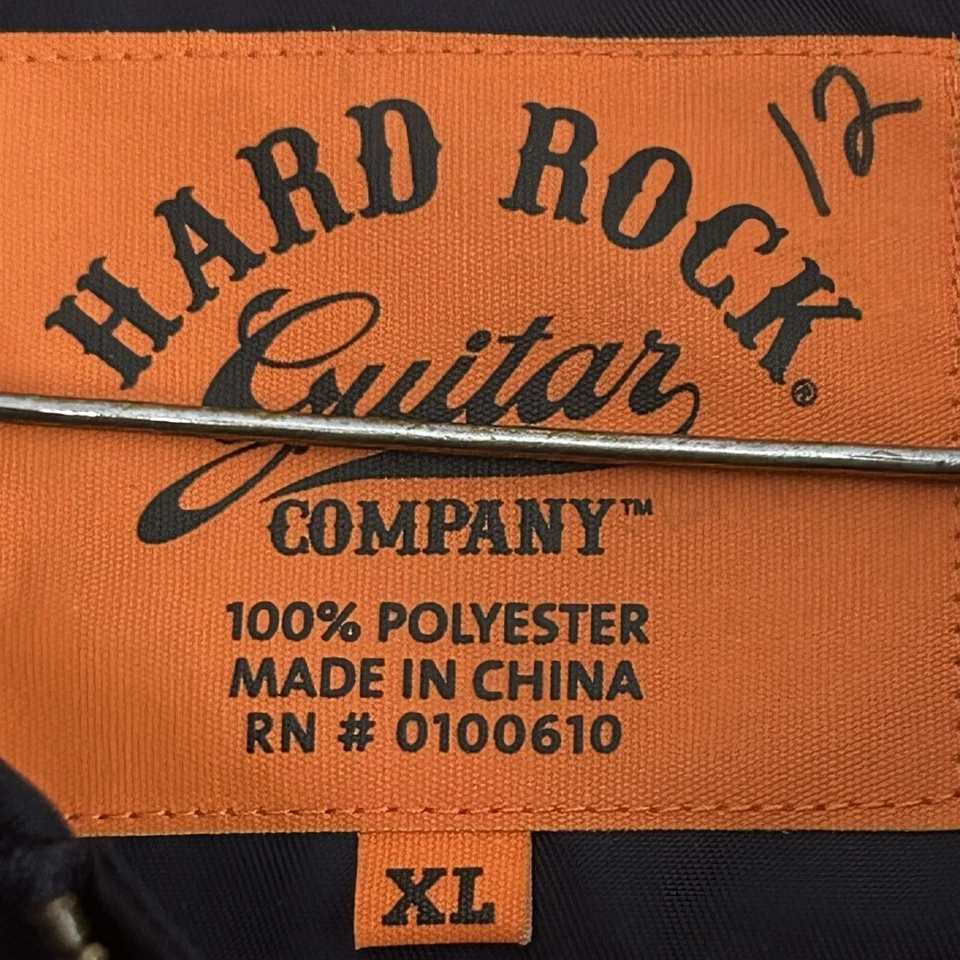 12
HARD ROCK®
Guitar
COMPANY™
100% POLYESTER
MADE IN CHINA
RN # 0100610
XL